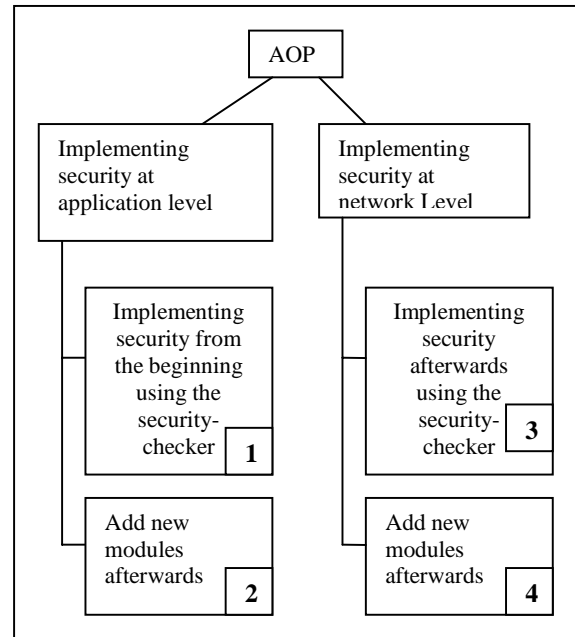 AOP
Implementing
security at
application level
Implementing
security at
network Level
Implementing
security from
the beginning
using the
security-
checker
1
Implementing
security
afterwards
using the
security-
checker
3
Add new
modules
afterwards
2
Add new
modules
afterwards
4